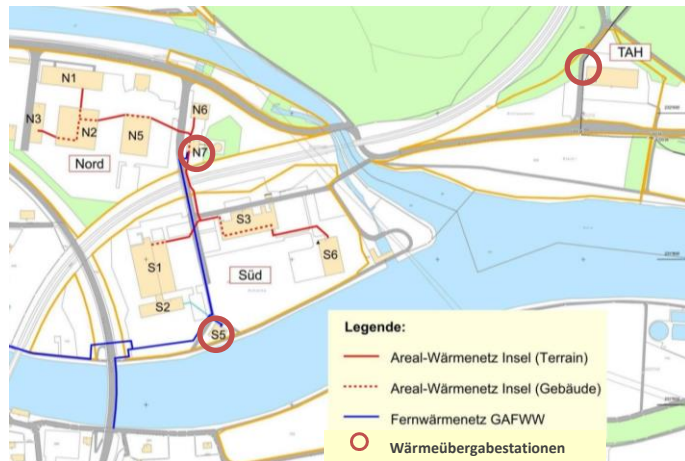 TAH
N1
N6
N3
N2
N5
N7
Nord
S3
S1
S6
Süd
S2
S5
Legende:
Areal-Wärmenetz Insel (Terrain)
Areal-Wärmenetz Insel (Gebäude)
Fernwärmenetz GAFWW
Wärmeübergabestationen